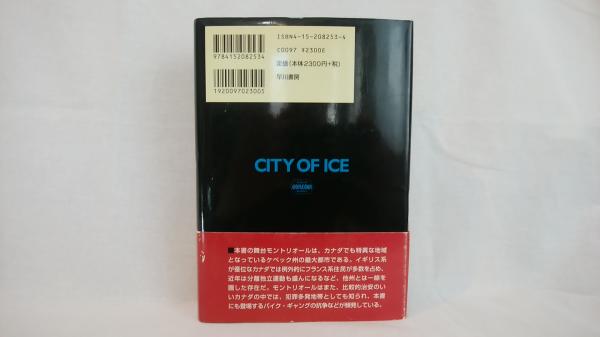 ISBN4-15-208253-4
C0097 ¥2300E
定価(本体2300円+税)
早川書房
9784152082534
1920097023005
CITY OF ICE
■本書の舞台モントリオールは、カナダでも特異な地域
となっているケベック州の最大都市である。イギリス系
が優位なカナダでは例外的にフランス系住民が多数を占め、
近年は分離独立運動も盛んになるなど、他州とは一線を
画した存在だ。モントリオールはまた、比較的治安のい
いカナダの中では、犯罪多発地帯としても知られ、本書
にも登場するバイク・ギャングの抗争などが頻発している。